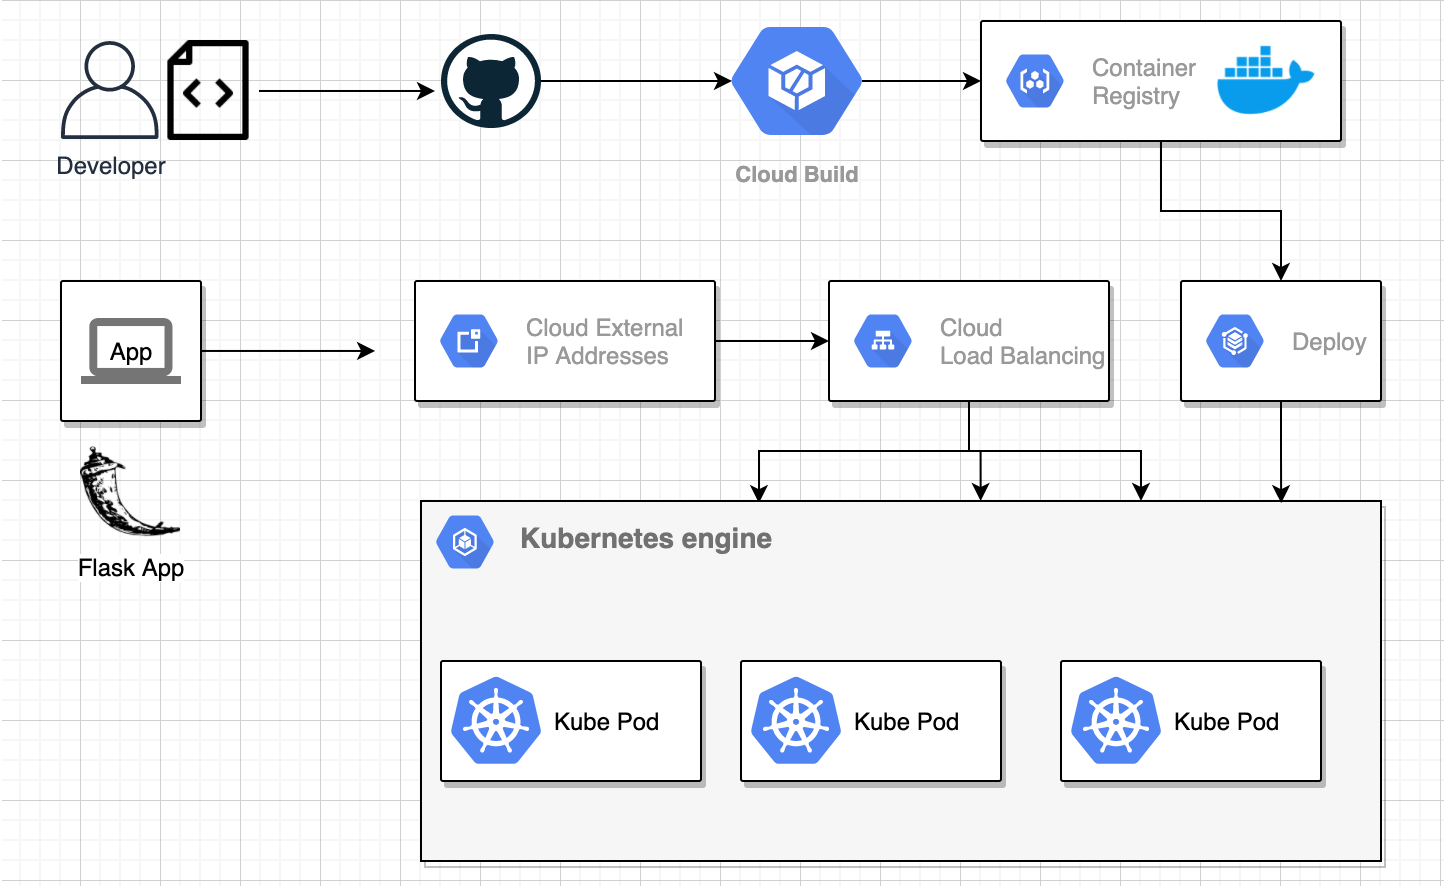 Developer
Cloud Build
Container
Registry
App
Cloud External
IP Addresses
Cloud
Load Balancing
Deploy
Flask App
Kubernetes engine
Kube Pod
Kube Pod
Kube Pod